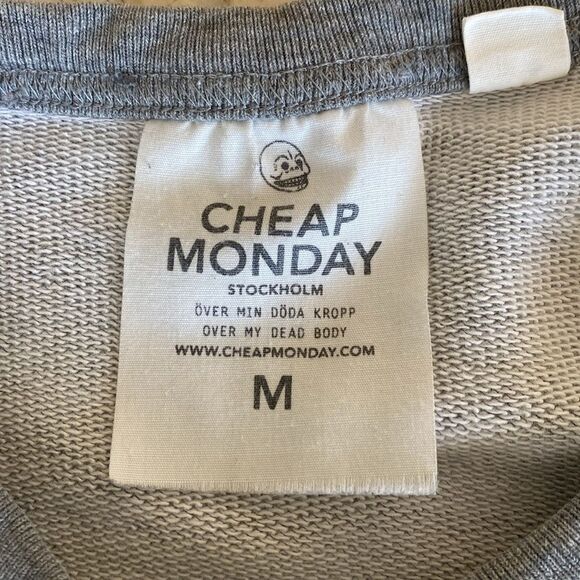 CHEAP
MONDAY
STOCKHOLM
ÖVER MIN DÖDA KROPP
OVER MY DEAD BODY
WWW.CHEAPMONDAY.COM
M